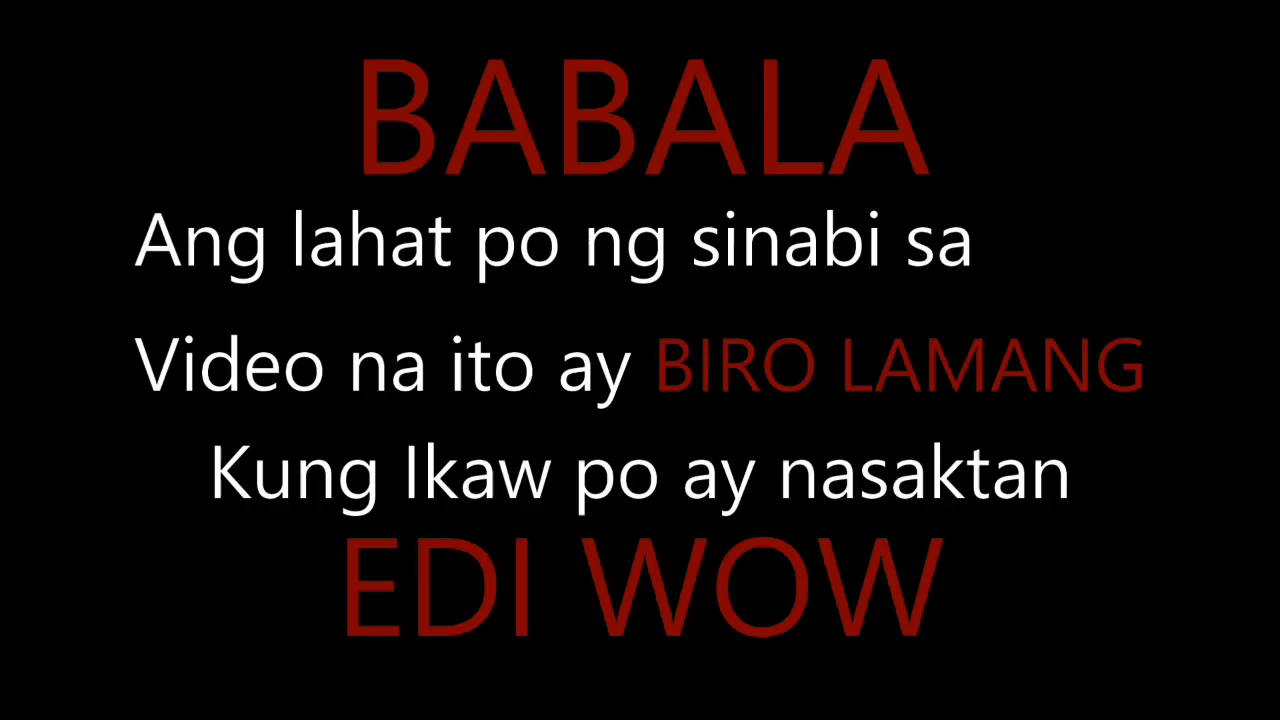 BABALA
Ang lahat po ng sinabi sa
Video na ito ay BIRO LAMANG
Kung Ikaw po ay nasaktan
EDI WOW